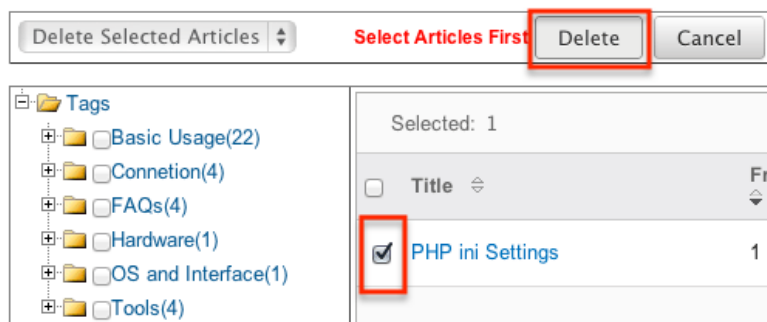 Delete Selected Articles Select Articles First Delete Cancel
Tags
Basic Usage(22)
Connetion(4)
FAQs(4)
Hardware(1)
OS and Interface(1)
Tools(4)
Selected: 1
Title Fr
PHP ini Settings 1